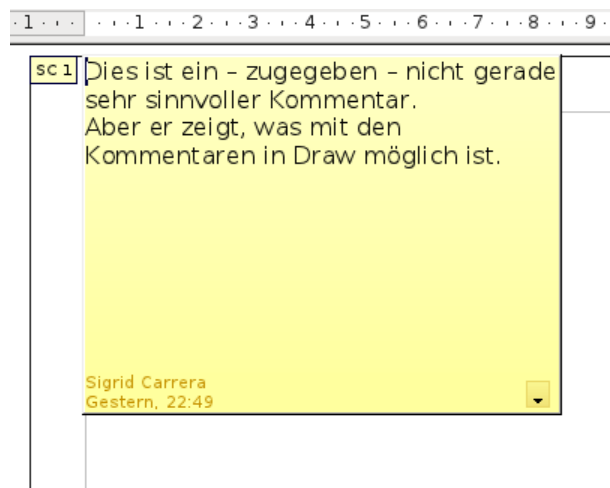 1 1 2 3 4 5 6 7 8 9
SC 1
Dies ist ein – zugegeben – nicht gerade
sehr sinnvoller Kommentar.
Aber er zeigt, was mit den
Kommentaren in Draw möglich ist.
Sigrid Carrera
Gestern, 22:49